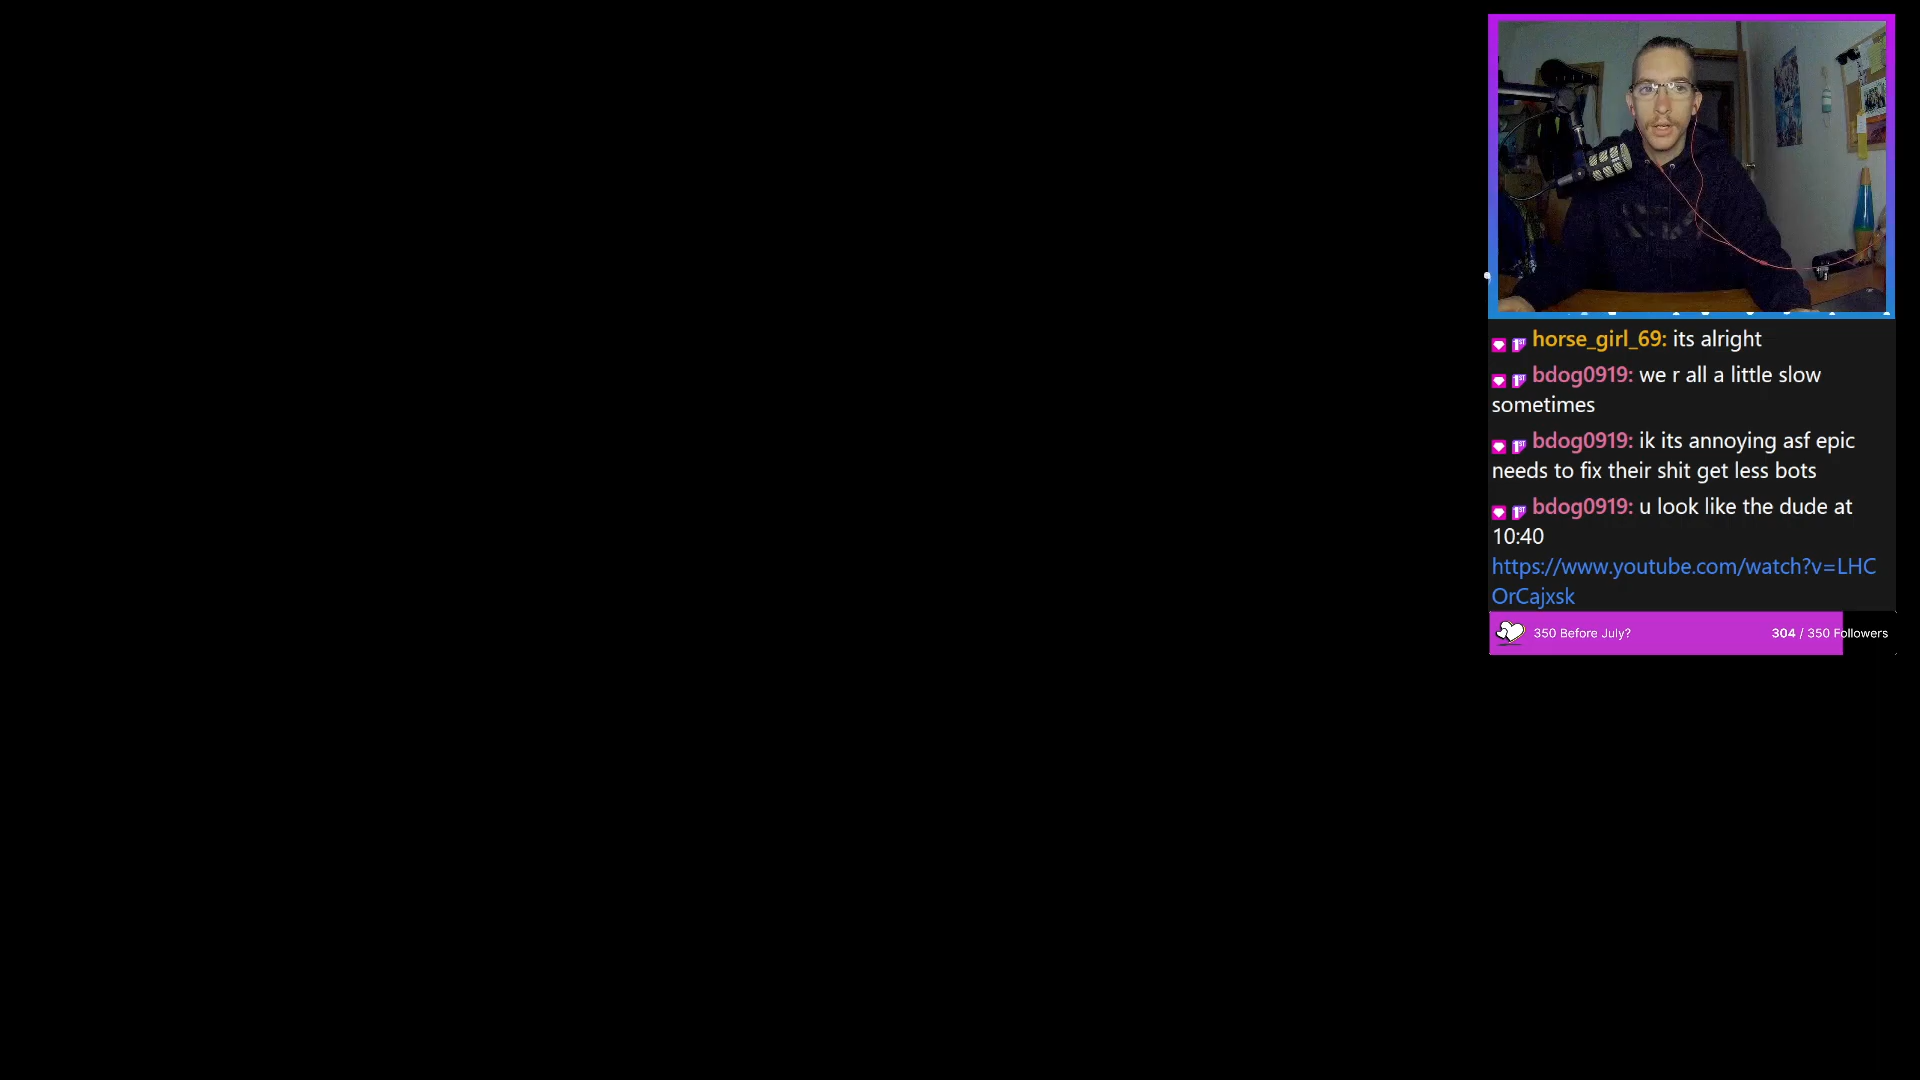 horse_girl_69: its alright
bdog0919: we r all a little slow
sometimes
bdog0919: ik its annoying asf epic
needs to fix their shit get less bots
bdog0919: u look like the dude at
10:40
https://www.youtube.com/watch?v=LHC
OrCajxsk
350 Before July? 304 / 350 Followers